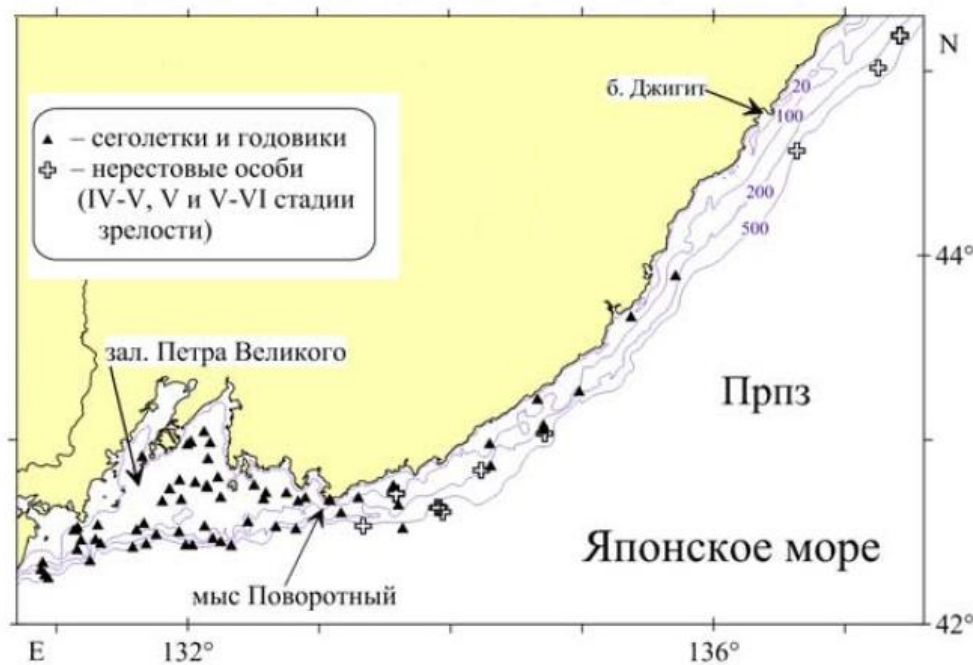 N
б. Джигит
20
100
200
500
– сеголетки и годовики
– нерестовые особи
(IV-V, V и V-VI стадии
зрелости)
44°
зал. Петра Великого
Прпз
Японское море
мыс Поворотный
42°
E
132°
136°